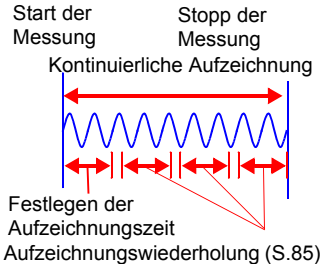 Start der
Messung
Stopp der
Messung
Kontinuierliche Aufzeichnung
Festlegen der
Aufzeichnungszeit
Aufzeichnungswiederholung (S.85)